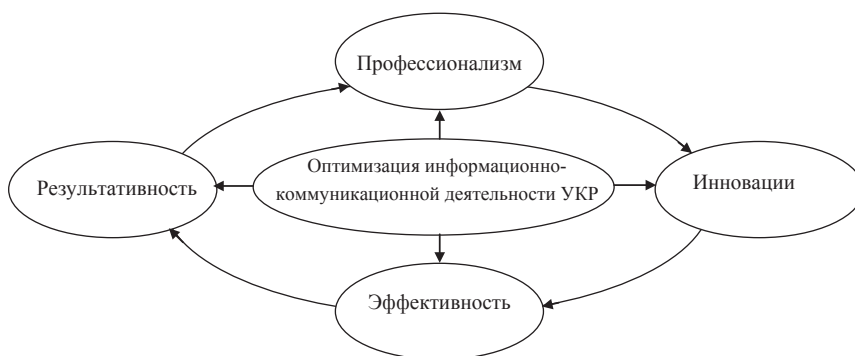 Профессионализм
Результативность
Оптимизация информационно-
коммуникационной деятельности УКР
Инновации
Эффективность